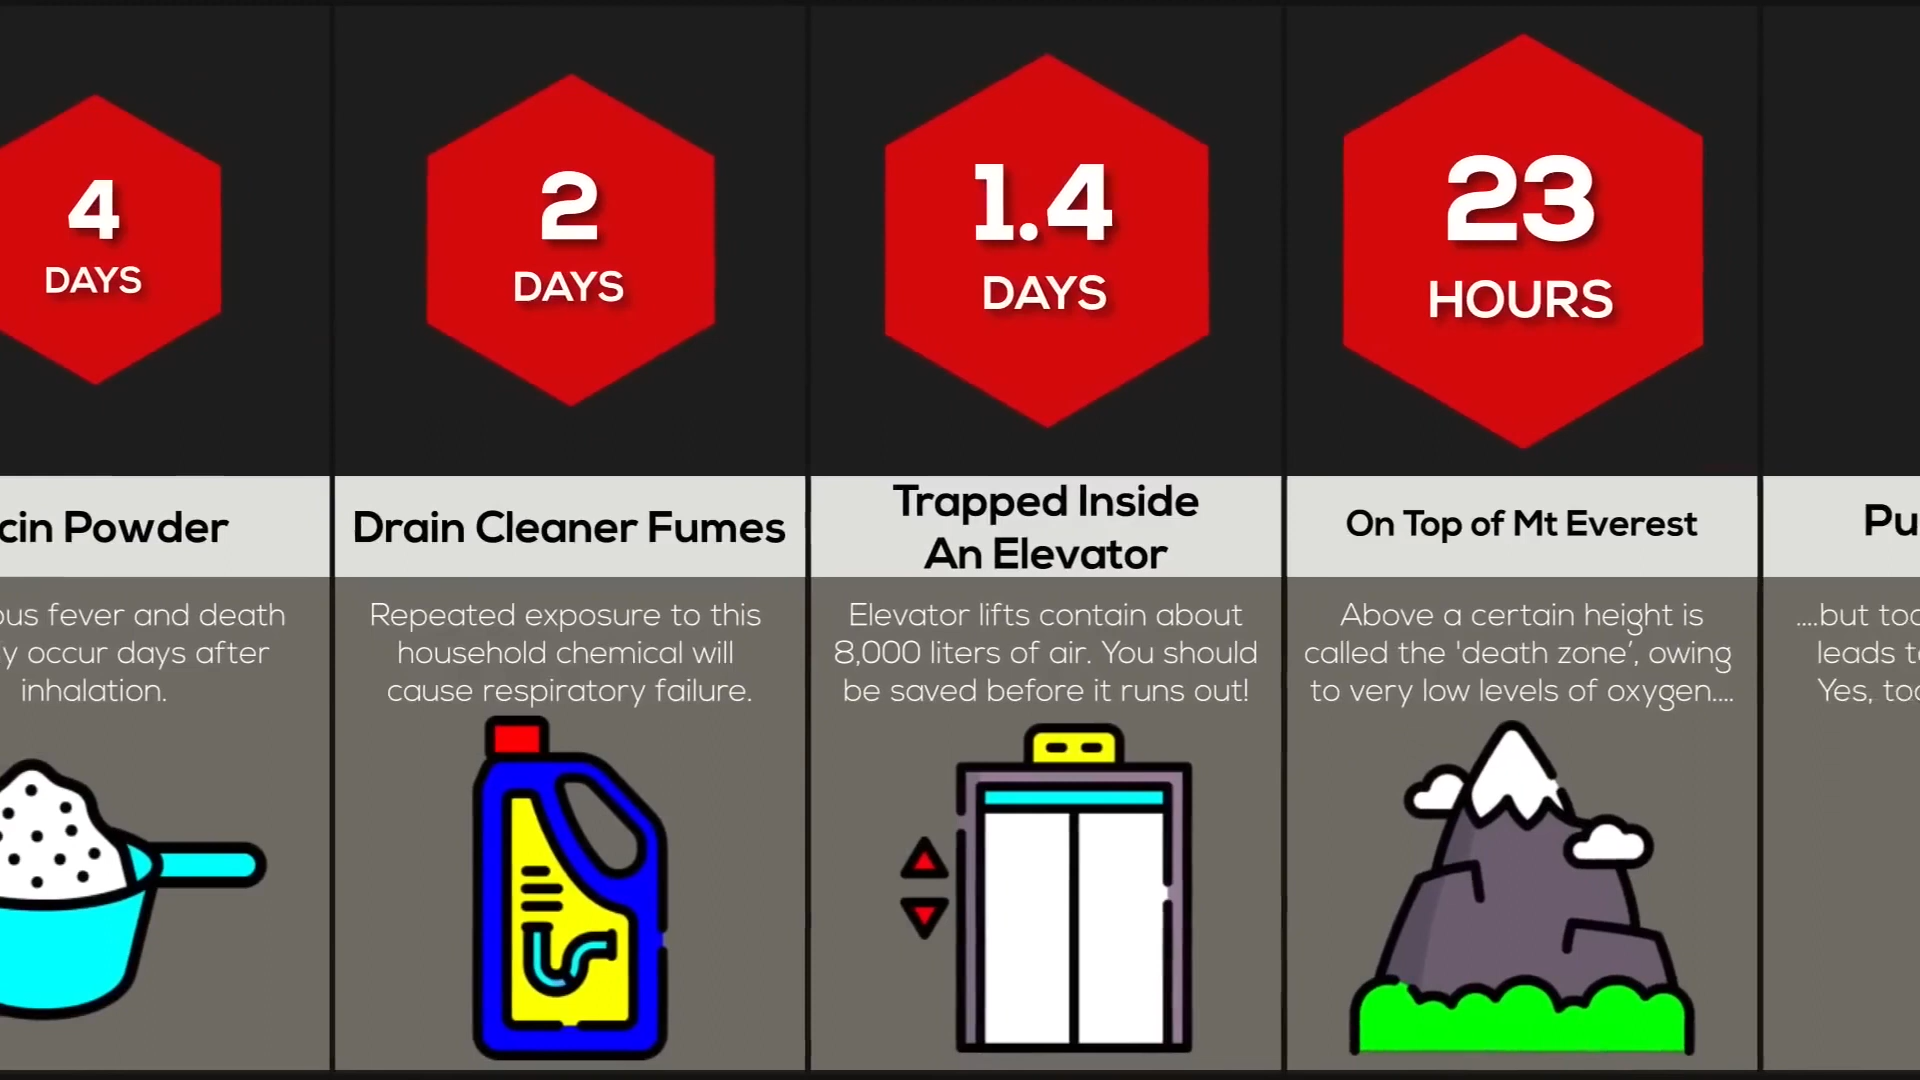 4
DAYS
cin Powder
ous fever and death
y occur days after
inhalation.
2
DAYS
Drain Cleaner Fumes
Repeated exposure to this
household chemical will
cause respiratory failure.
1.4
DAYS
Trapped Inside
An Elevator
Elevator lifts contain about
8,000 liters of air. You should
be saved before it runs out!
23
HOURS
On Top of Mt Everest
Above a certain height is
called the 'death zone', owing
to very low levels of oxygen....
Pu
....but too
leads t
Yes, too